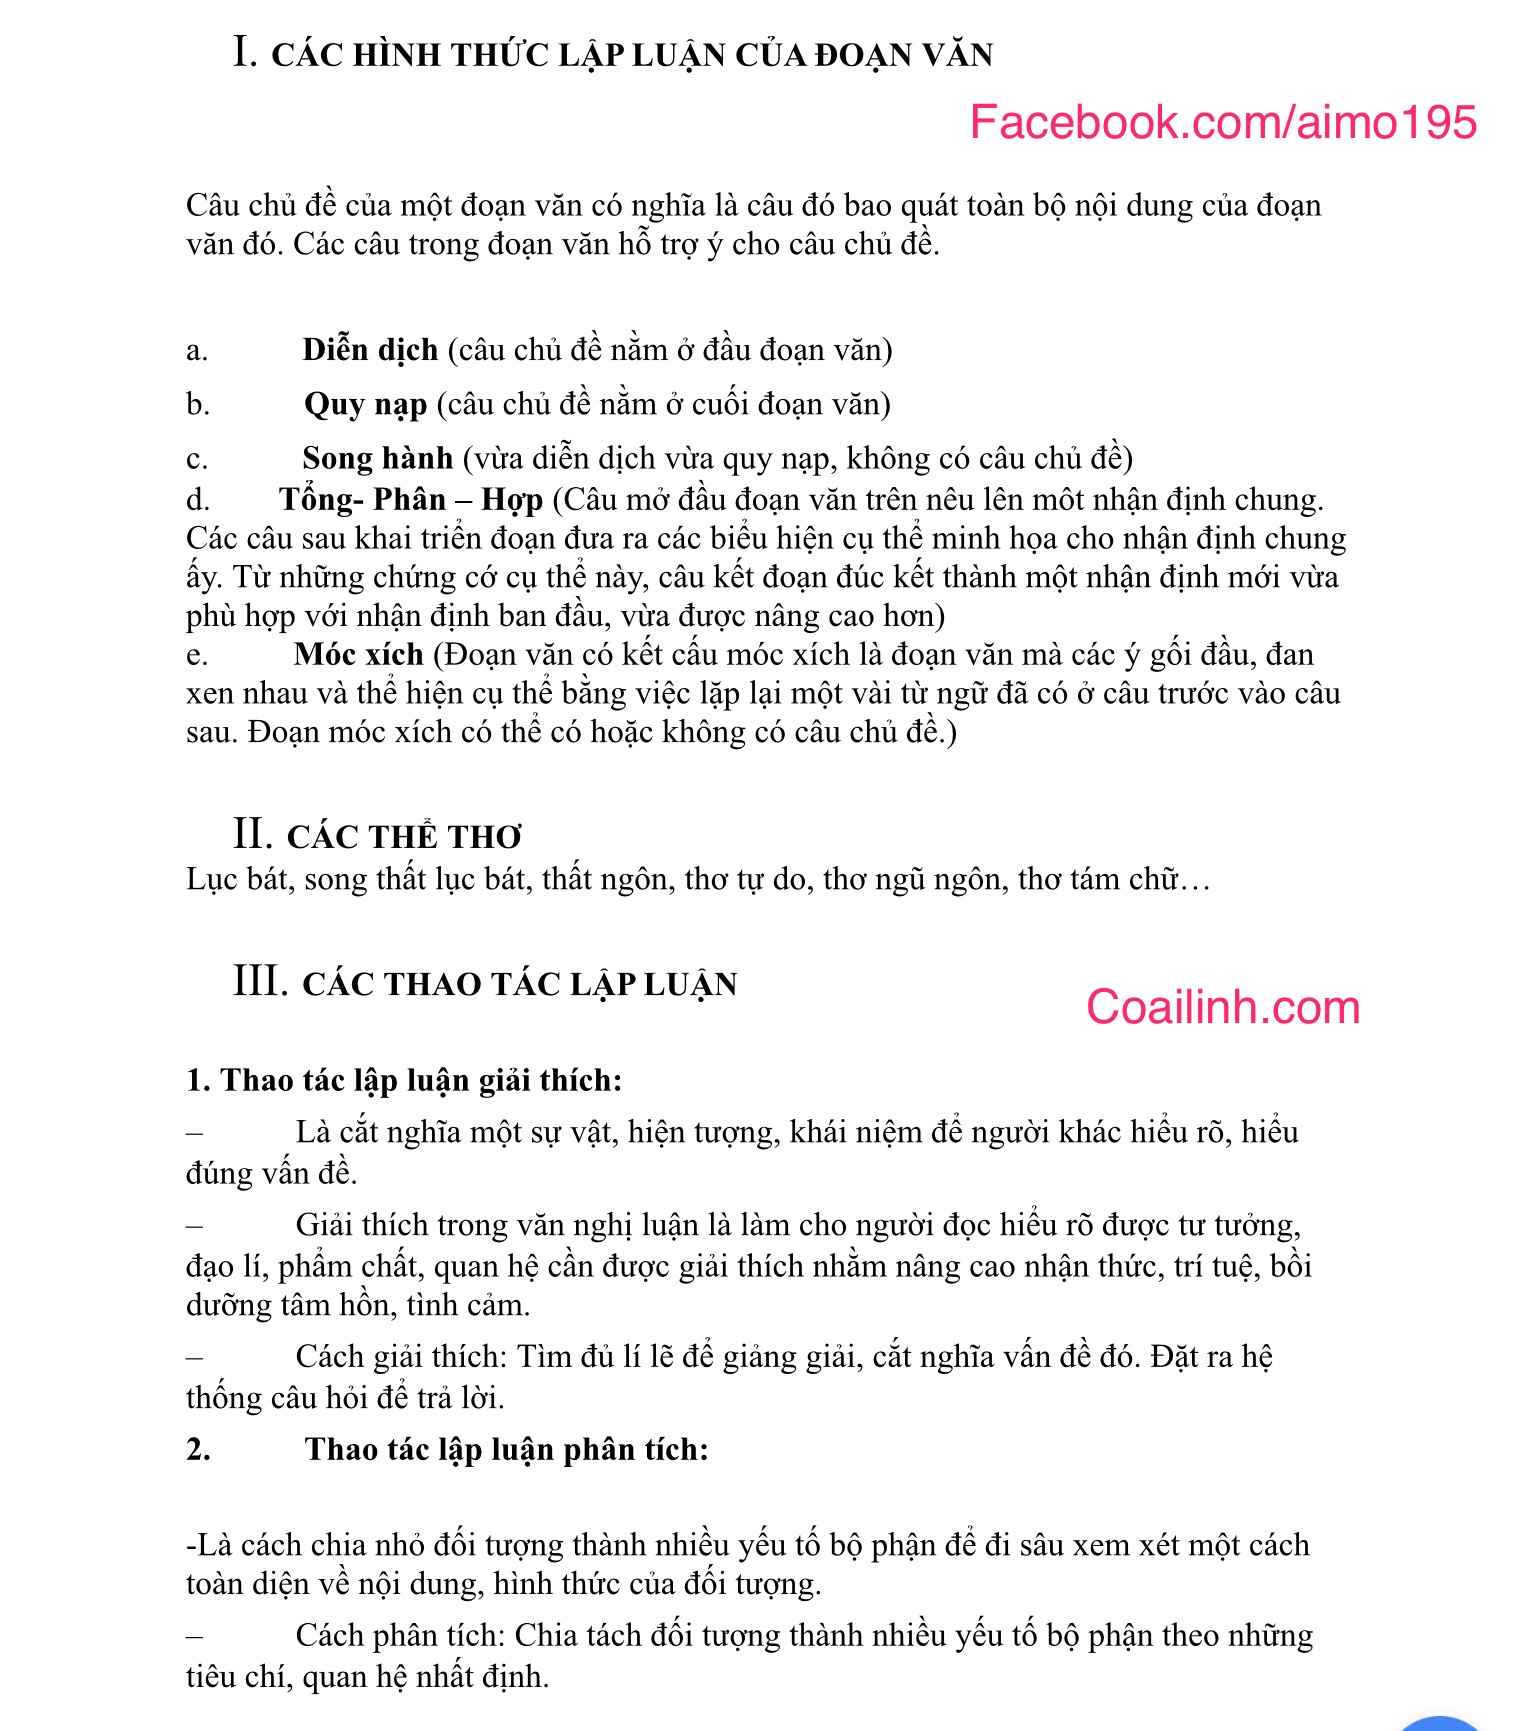 I. CÁC HÌNH THỨC LẬP LUẬN CỦA ĐOẠN VĂN
Facebook.com/aimo195
Câu chủ đề của một đoạn văn có nghĩa là câu đó bao quát toàn bộ nội dung của đoạn
văn đó. Các câu trong đoạn văn hỗ trợ ý cho câu chủ đề.
a. Diễn dịch (câu chủ đề nằm ở đầu đoạn văn)
b. Quy nạp (câu chủ đề nằm ở cuối đoạn văn)
c. Song hành (vừa diễn dịch vừa quy nạp, không có câu chủ đề)
d. Tổng- Phân – Hợp (Câu mở đầu đoạn văn trên nêu lên môt nhận định chung.
Các câu sau khai triển đoạn đưa ra các biểu hiện cụ thể minh họa cho nhận định chung
ấy. Từ những chứng cớ cụ thể này, câu kết đoạn đúc kết thành một nhận định mới vừa
phù hợp với nhận định ban đầu, vừa được nâng cao hơn)
e. Móc xích (Đoạn văn có kết cấu móc xích là đoạn văn mà các ý gối đầu, đan
xen nhau và thể hiện cụ thể bằng việc lặp lại một vài từ ngữ đã có ở câu trước vào câu
sau. Đoạn móc xích có thể có hoặc không có câu chủ đề.)
II. CÁC THỂ THƠ
Lục bát, song thất lục bát, thất ngôn, thơ tự do, thơ ngũ ngôn, thơ tám chữ…
III. CÁC THAO TÁC LẬP LUẬN
Coailinh.com
1. Thao tác lập luận giải thích:
– Là cắt nghĩa một sự vật, hiện tượng, khái niệm để người khác hiểu rõ, hiểu
đúng vấn đề.
– Giải thích trong văn nghị luận là làm cho người đọc hiểu rõ được tư tưởng,
đạo lí, phẩm chất, quan hệ cần được giải thích nhằm nâng cao nhận thức, trí tuệ, bồi
dưỡng tâm hồn, tình cảm.
– Cách giải thích: Tìm đủ lí lẽ để giảng giải, cắt nghĩa vấn đề đó. Đặt ra hệ
thống câu hỏi để trả lời.
2. Thao tác lập luận phân tích:
-Là cách chia nhỏ đối tượng thành nhiều yếu tố bộ phận để đi sâu xem xét một cách
toàn diện về nội dung, hình thức của đối tượng.
– Cách phân tích: Chia tách đối tượng thành nhiều yếu tố bộ phận theo những
tiêu chí, quan hệ nhất định.